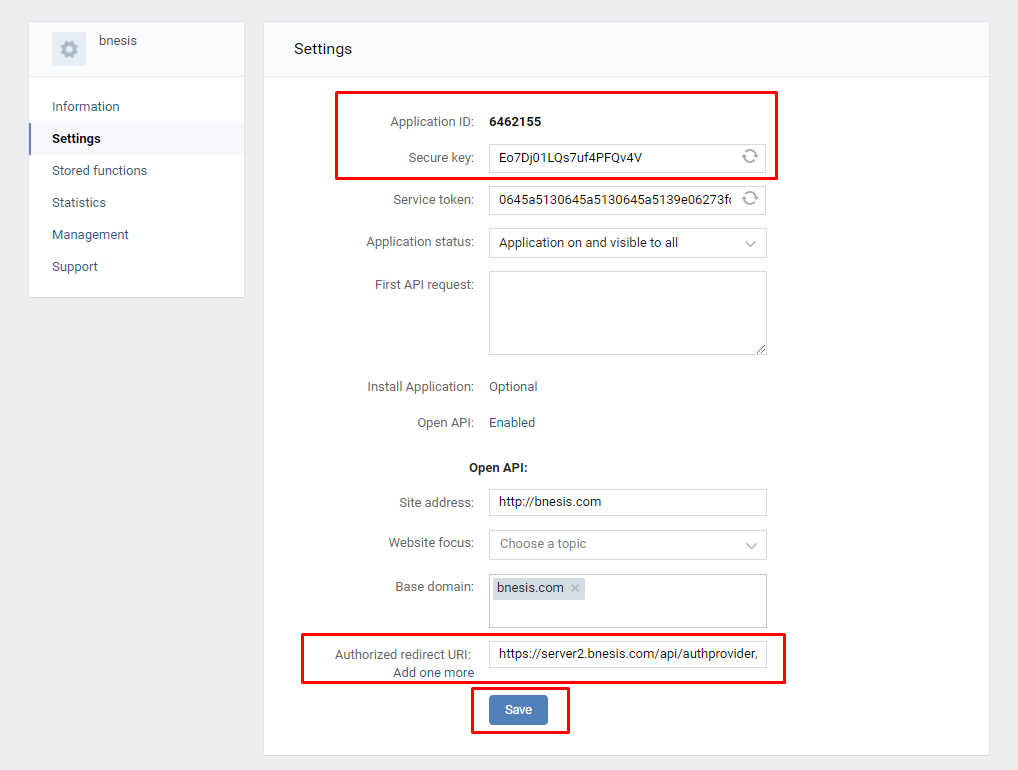 bnesis
Information
Settings
Stored functions
Statistics
Management
Support
Settings
Application ID: 6462155
Secure key: Eo7Dj01LQs7uf4PFQv4V
Service token: 0645a5130645a5130645a5139e06273fc
Application status: Application on and visible to all
First API request:
Install Application: Optional
Open API: Enabled
Open API:
Site address: http://bnesis.com
Website focus: Choose a topic
Base domain: bnesis.com ×
Authorized redirect URI: https://server2.bnesis.com/api/authprovider/
Add one more
Save